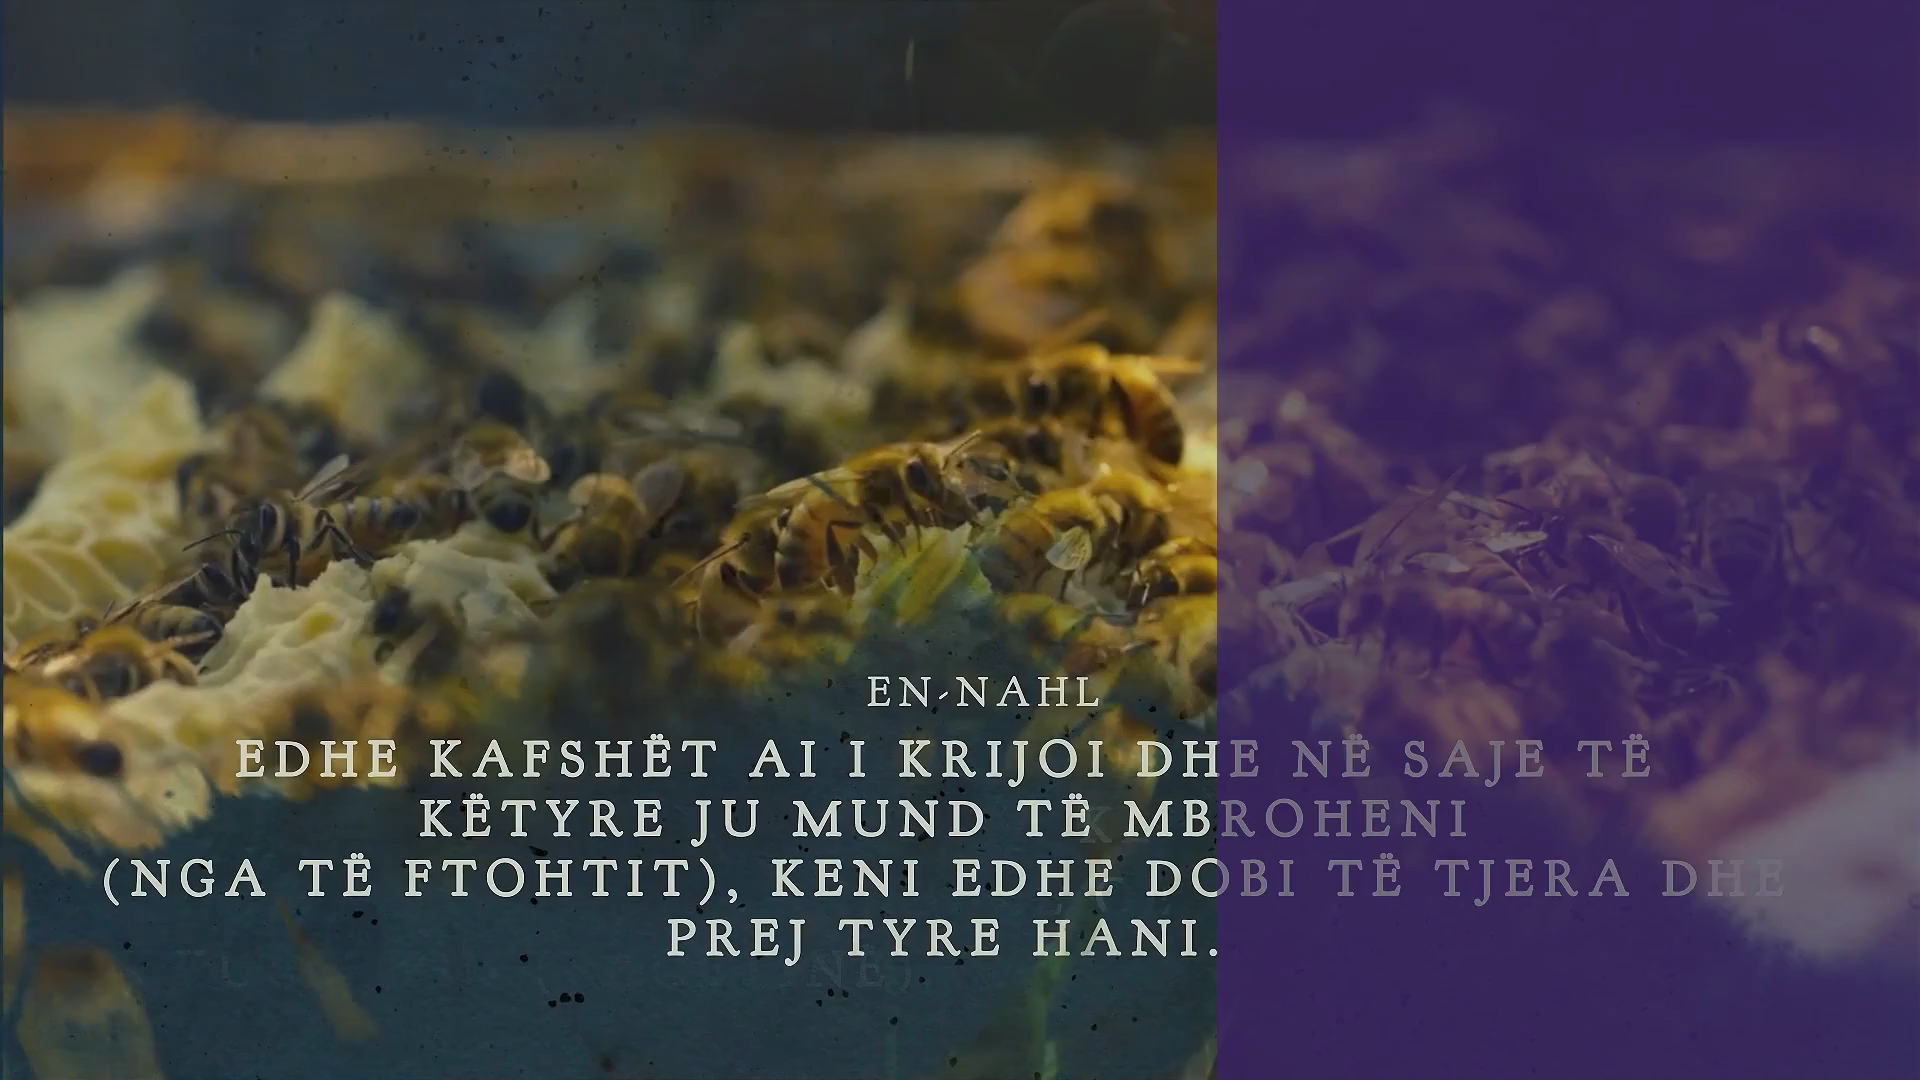 EN-NAHL
EDHE KAFSHËT AI I KRIJOI DHE NË SAJE TË
KËTYRE JU MUND TË MBROHENI
(NGA TË FTOHTIT), KENI EDHE DOBI TË TJERA DHE
PREJ TYRE HANI.